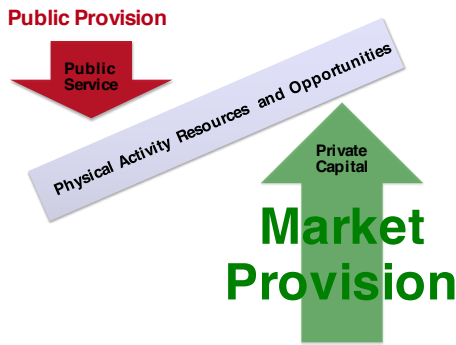 Public Provision
Public
Service
Physical Activity Resources and Opportunities
Private
Capital
Market
Provision